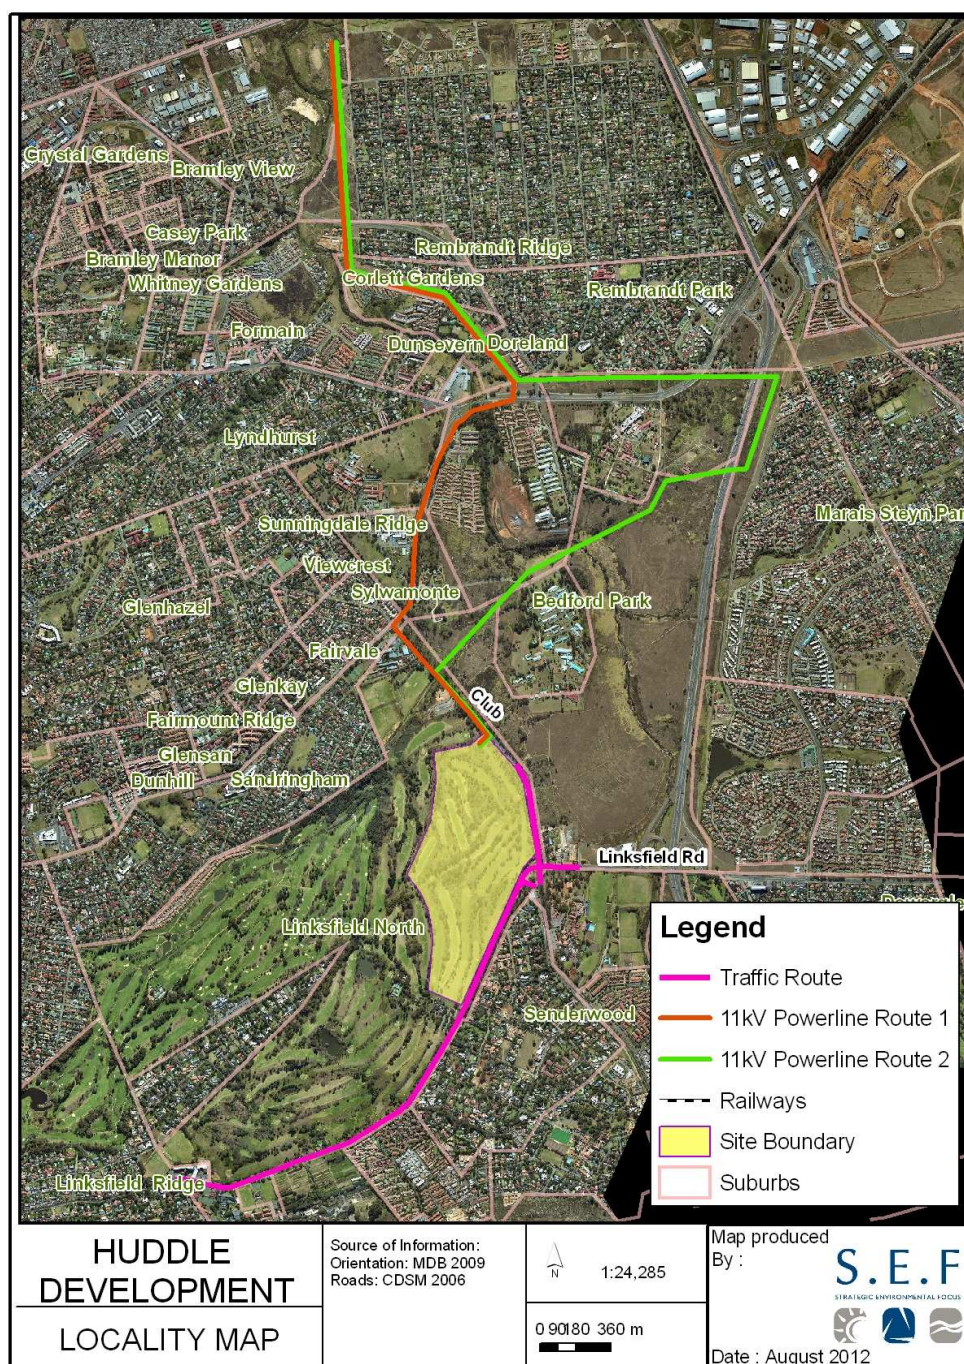 Crystal Gardens
Bramley View
Casey Park
Bramley Manor
Whitney Gardens
Rembrandt Ridge
Corlett Gardens
Rembrandt Park
Formain
Dunsevern
Doreland
Lyndhurst
Sunningdale Ridge
Marais Steyn Par
Viewcrest
Sylwamonte
Glenhazel
Bedford Park
Fairvale
Glenkay
Club
Fairmount Ridge
Glensan
Dunhill
Sandringham
Linksfield Rd
Linksfield North
Senderwood
Linksfield Ridge
Legend
Traffic Route
11kV Powerline Route 1
11kV Powerline Route 2
Railways
Site Boundary
Suburbs
HUDDLE
DEVELOPMENT
LOCALITY MAP
Source of Information:
Orientation: MDB 2009
Roads: CDSM 2006
N
1:24,285
0 90180 360 m
Map produced
By :
S.E.F
STRATEGIC ENVIRONMENTAL FOCUS
Date : August 2012